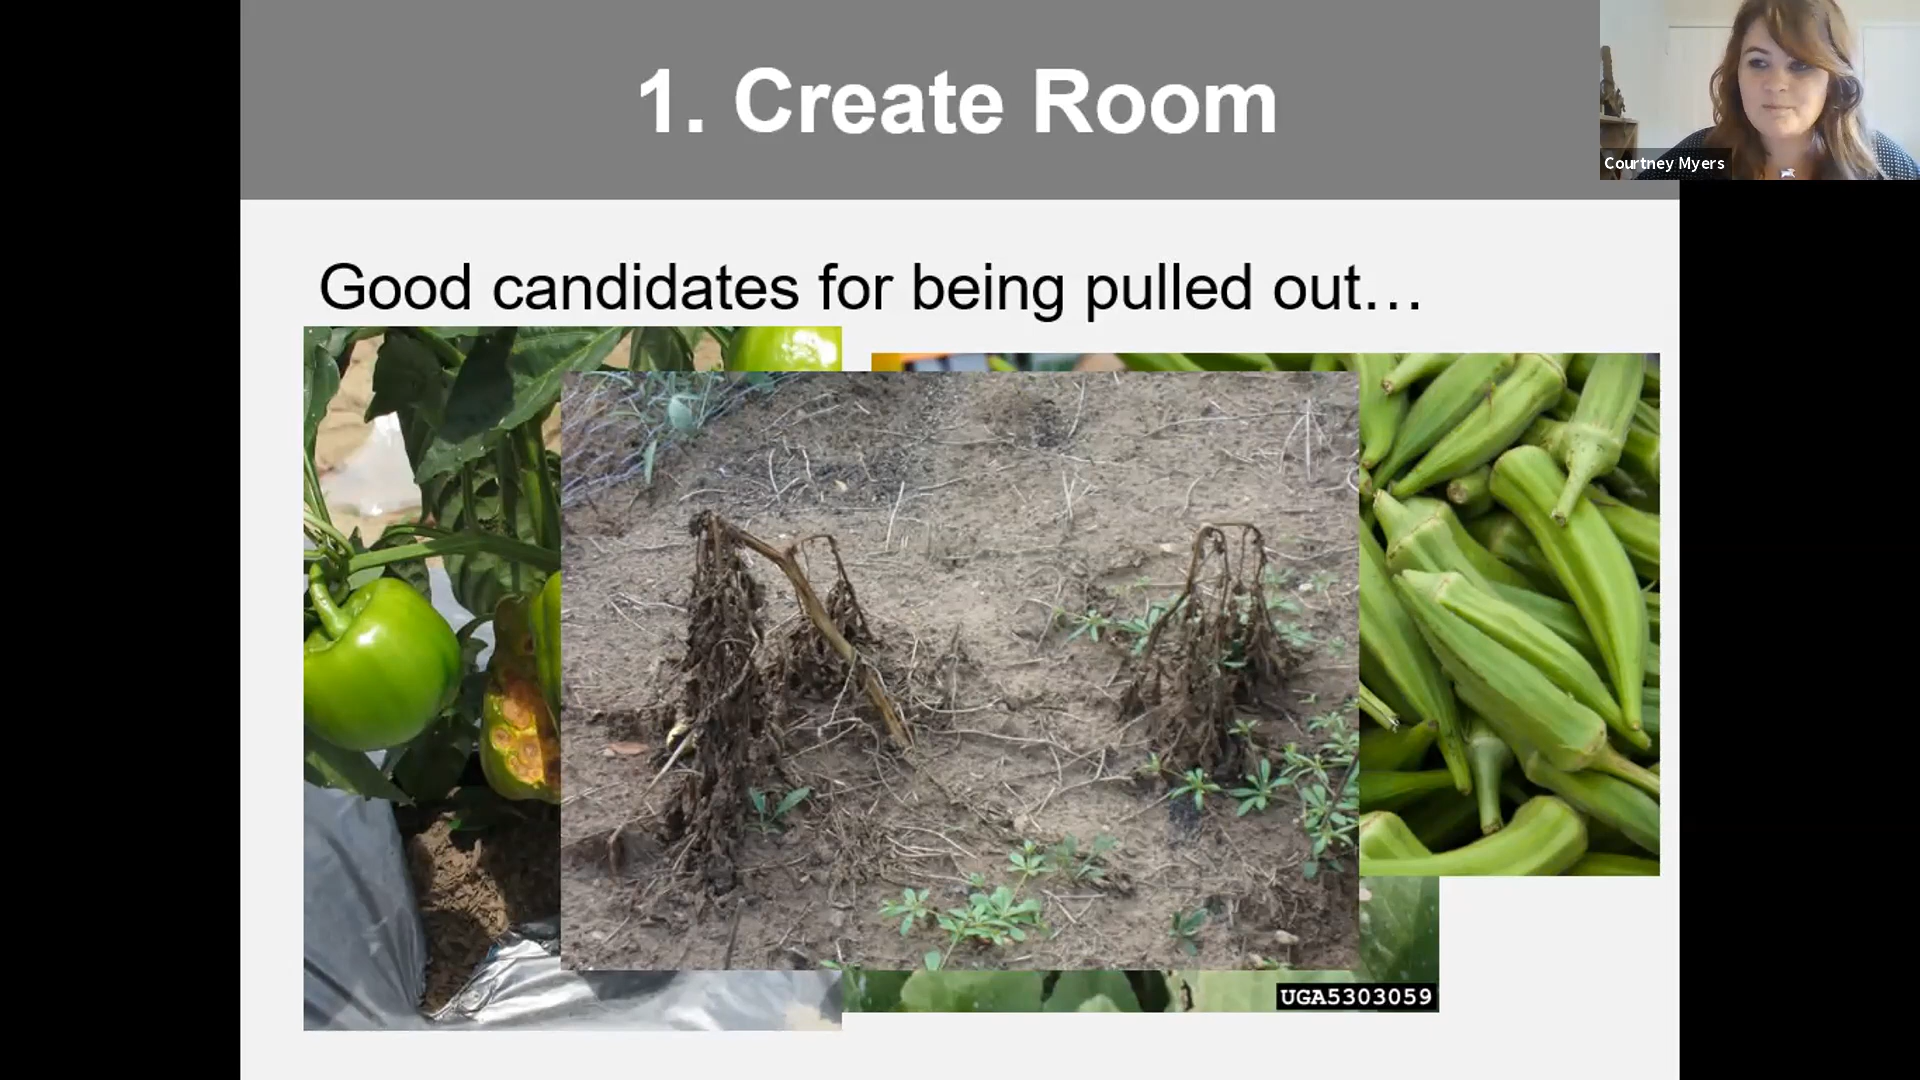 1. Create Room
Courtney Myers
Good candidates for being pulled out…
UGA5303059